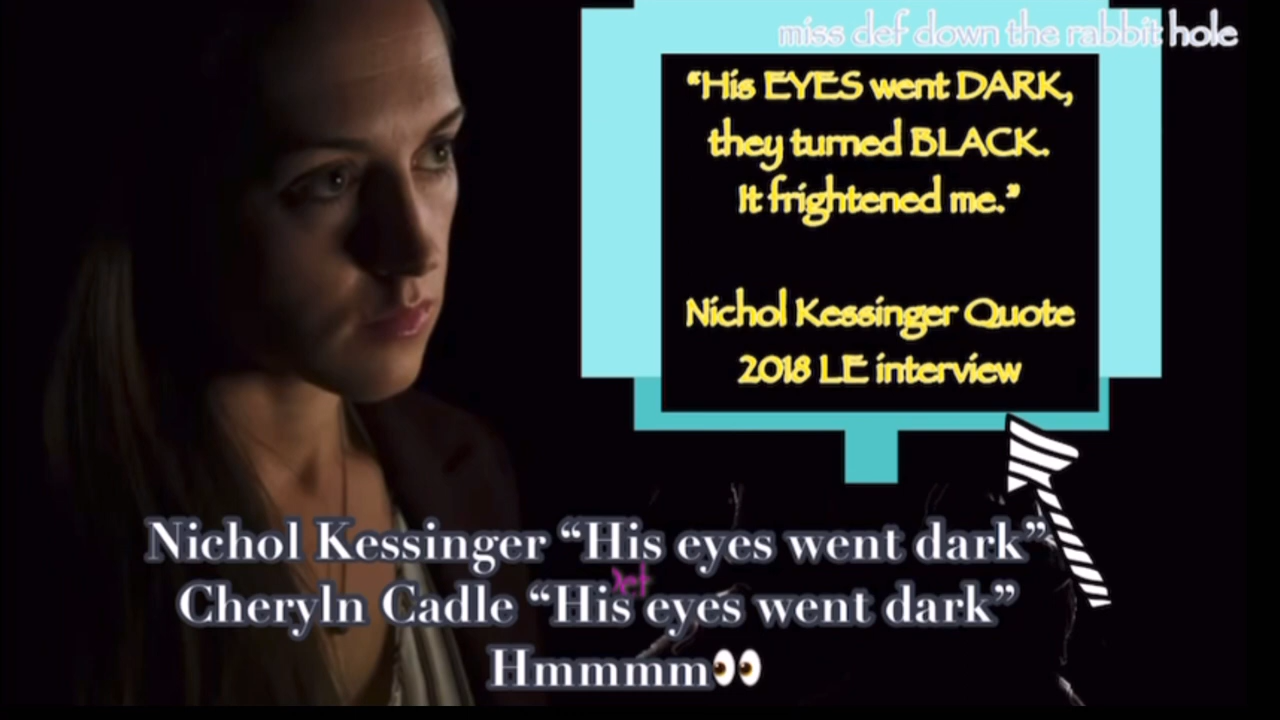 miss def down the rabbit hole
“His EYES went DARK,
they turned BLACK.
It frightened me.”
Nichol Kessinger Quote
2018 LE interview
Nichol Kessinger “His eyes went dark”
Cheryln Cadle “His eyes went dark”
Hmmmm👀